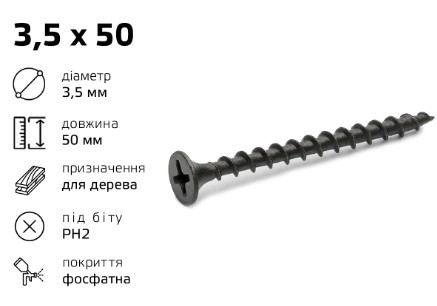 3,5 x 50
діаметр
3,5 мм
довжина
50 мм
призначення
для дерева
під біту
PH2
покриття
фосфатна